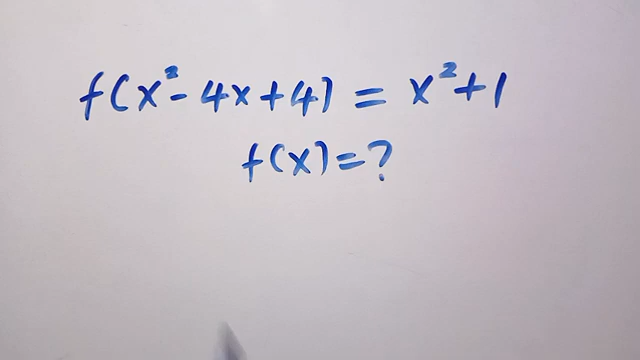 f(x²-4x+4) = x²+1
f(x)=?